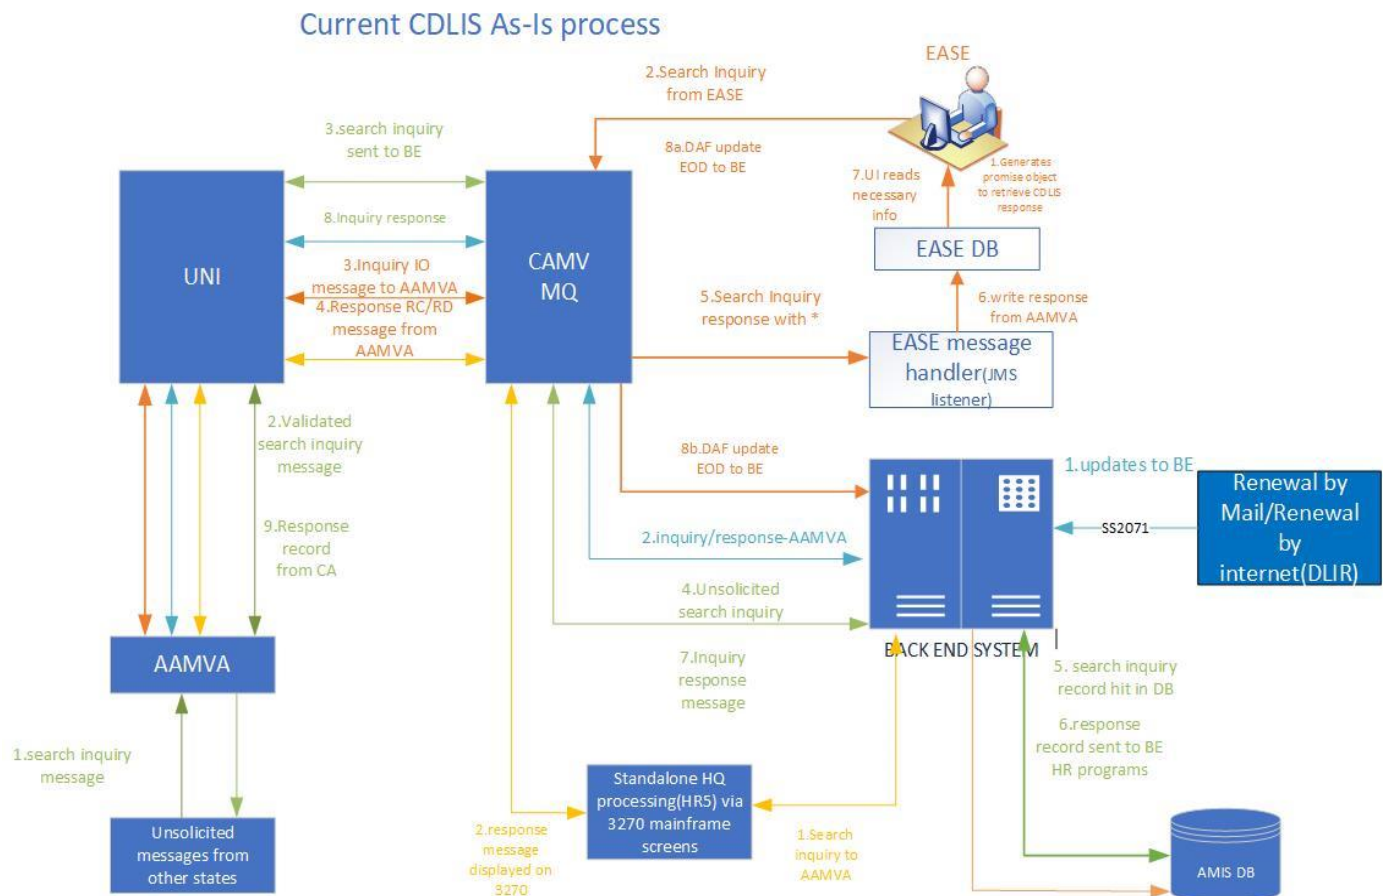 Current CDLIS As-Is process
EASE
2.Search Inquiry
from EASE
3.search inquiry
sent to BE
8a.DAF update
EOD to BE
1.Generates
promise object
to retrieve CDLIS
response
7.UI reads
necessary
info
8.Inquiry response
UNI
CAMV
MQ
EASE DB
3.Inquiry IO
message to AAMVA
4.Response RC/RD
message from
AAMVA
5.Search Inquiry
response with *
6.write response
from AAMVA
EASE message
handler(JMS
listener)
2.Validated
search inquiry
message
8b.DAF update
EOD to BE
1.updates to BE
Renewal by
Mail/Renewal
by
internet(DLIR)
SS2071
9.Response
record
from CA
2.inquiry/response-AAMVA
4.Unsolicited
search inquiry
BACK END SYSTEM
AAMVA
7.Inquiry
response
message
5. search inquiry
record hit in DB
6.response
record sent to BE
HR programs
1.search inquiry
message
Standalone HQ
processing(HR5) via
3270 mainframe
screens
Unsolicited
messages from
other states
2.response
message
displayed on
3270
1.Search
inquiry to
AAMVA
AMIS DB